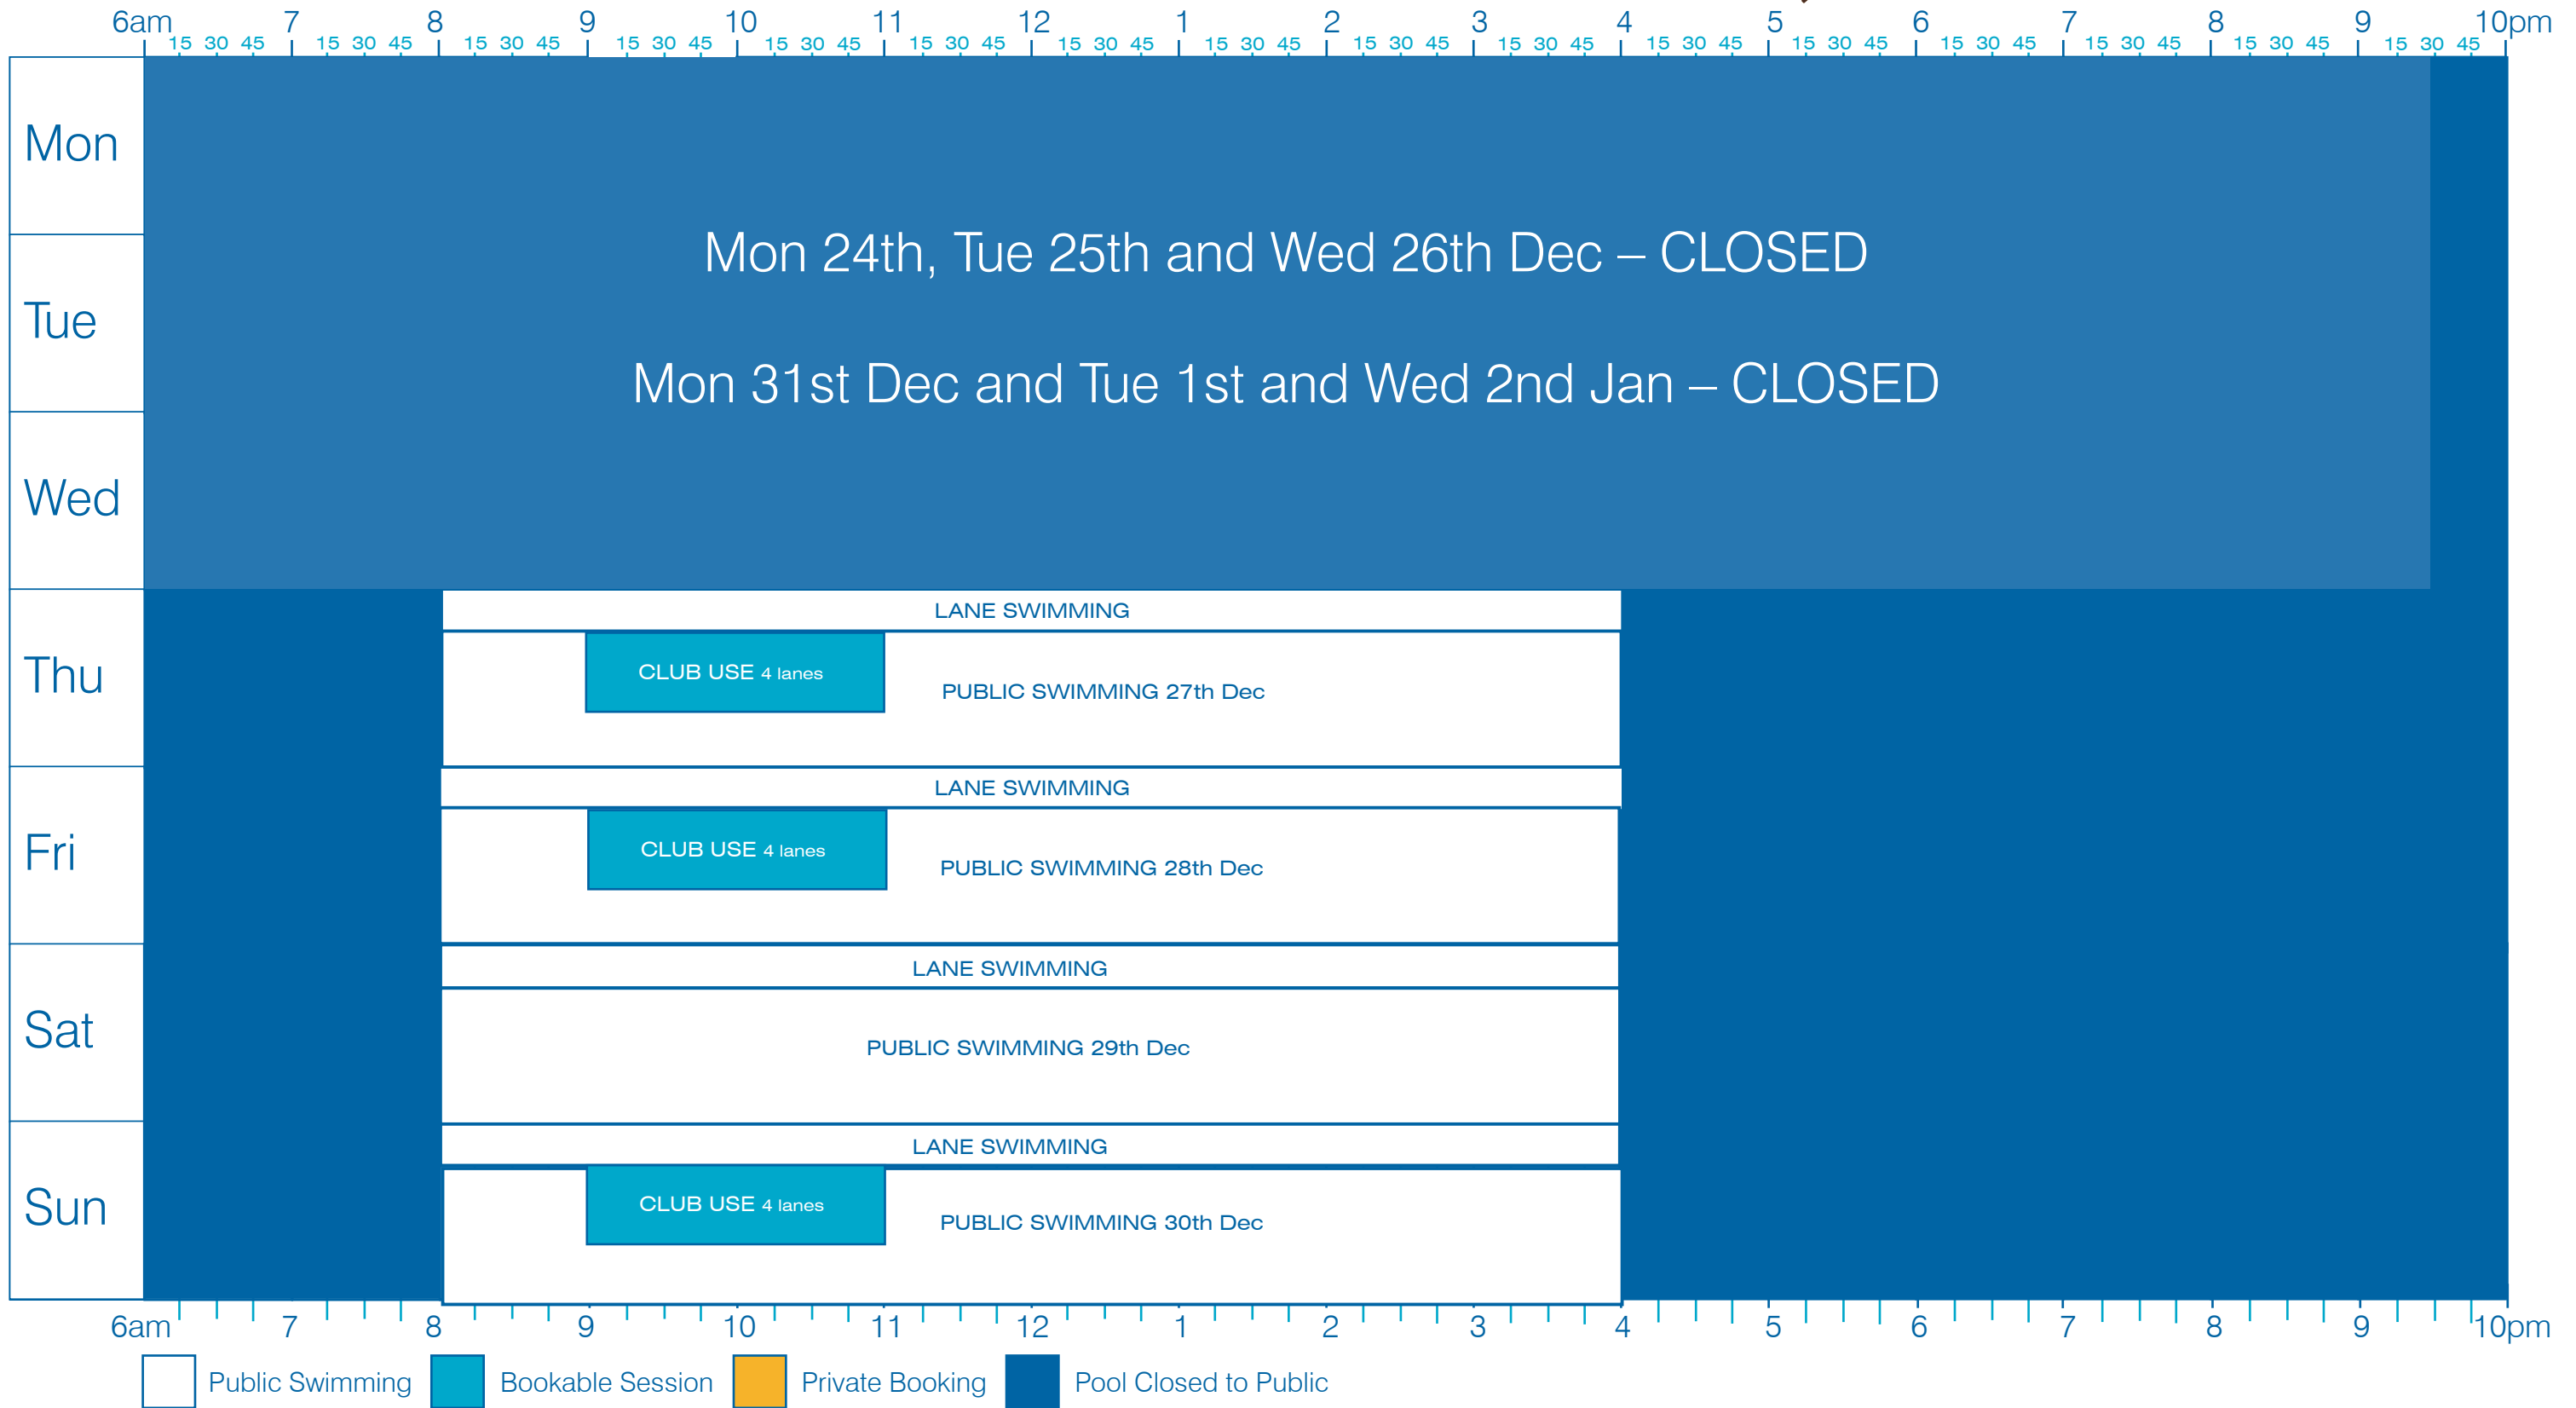 6am 7 8 9 10 11 12 1 2 3 4 5 6 7 8 9 10pm
15 30 45 15 30 45 15 30 45 15 30 45 15 30 45 15 30 45 15 30 45 15 30 45 15 30 45 15 30 45 15 30 45 15 30 45 15 30 45 15 30 45 15 30 45 15 30 45
Mon
Mon 24th, Tue 25th and Wed 26th Dec – CLOSED
Tue
Mon 31st Dec and Tue 1st and Wed 2nd Jan – CLOSED
Wed
LANE SWIMMING
Thu
CLUB USE 4 lanes
PUBLIC SWIMMING 27th Dec
LANE SWIMMING
Fri
CLUB USE 4 lanes
PUBLIC SWIMMING 28th Dec
LANE SWIMMING
Sat
PUBLIC SWIMMING 29th Dec
LANE SWIMMING
Sun
CLUB USE 4 lanes
PUBLIC SWIMMING 30th Dec
6am 7 8 9 10 11 12 1 2 3 4 5 6 7 8 9 10pm
Public Swimming Bookable Session Private Booking Pool Closed to Public